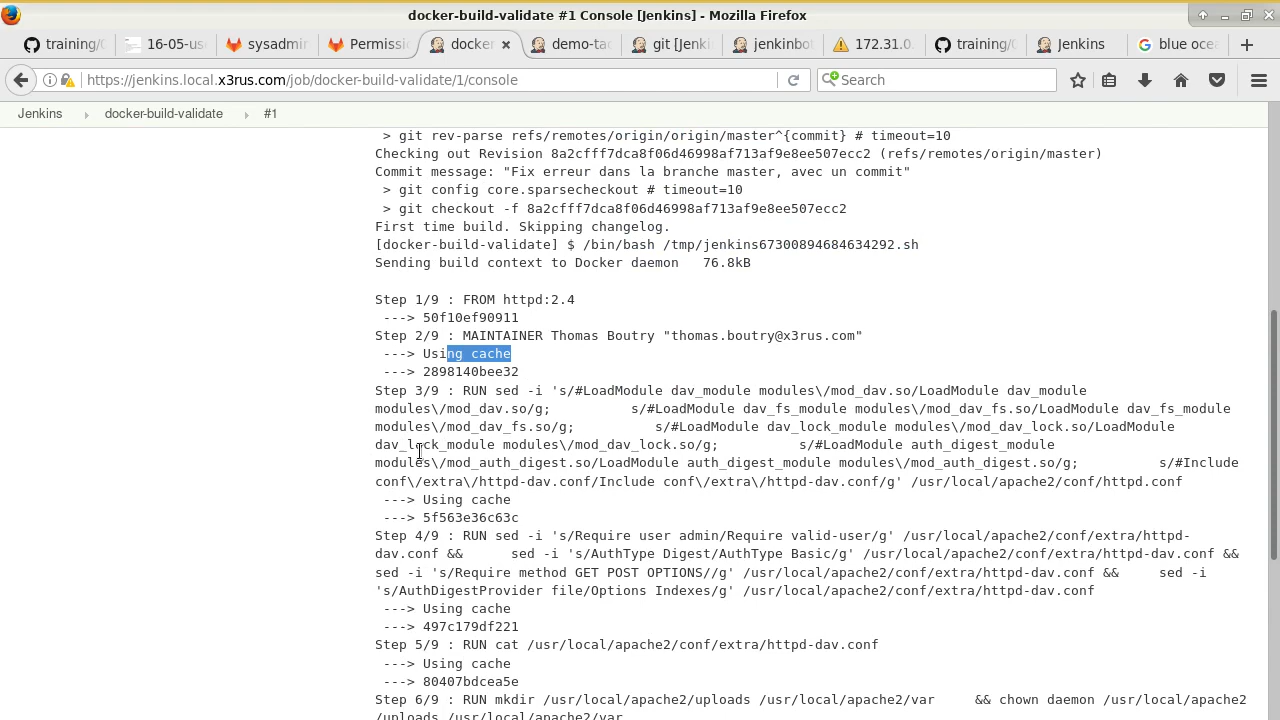 docker-build-validate #1 Console [Jenkins] - Mozilla Firefox
training/ 16-05-us sysadmi Permissi docke demo-ta git [Jenk jenkinbo 172.31.0 training/ Jenkins blue oce
https://jenkins.local.x3rus.com/job/docker-build-validate/1/console Search
Jenkins docker-build-validate #1
> git rev-parse refs/remotes/origin/origin/master^{commit} # timeout=10
Checking out Revision 8a2cfff7dca8f06d46998af713af9e8ee507ecc2 (refs/remotes/origin/master)
Commit message: "Fix erreur dans la branche master, avec un commit"
> git config core.sparsecheckout # timeout=10
> git checkout -f 8a2cfff7dca8f06d46998af713af9e8ee507ecc2
First time build. Skipping changelog.
[docker-build-validate] $ /bin/bash /tmp/jenkins67300894684634292.sh
Sending build context to Docker daemon 76.8kB
Step 1/9 : FROM httpd:2.4
---> 50f10ef90911
Step 2/9 : MAINTAINER Thomas Boutry "thomas.boutry@x3rus.com"
---> Using cache
---> 2898140bee32
Step 3/9 : RUN sed -i 's/#LoadModule dav_module modules\/mod_dav.so/LoadModule dav_module
modules\/mod_dav.so/g; s/#LoadModule dav_fs_module modules\/mod_dav_fs.so/LoadModule dav_fs_module
modules\/mod_dav_fs.so/g; s/#LoadModule dav_lock_module modules\/mod_dav_lock.so/LoadModule
dav_lock_module modules\/mod_dav_lock.so/g; s/#LoadModule auth_digest_module
modules\/mod_auth_digest.so/LoadModule auth_digest_module modules\/mod_auth_digest.so/g; s/#Include
conf\/extra\/httpd-dav.conf/Include conf\/extra\/httpd-dav.conf/g' /usr/local/apache2/conf/httpd.conf
---> Using cache
---> 5f563e36c63c
Step 4/9 : RUN sed -i 's/Require user admin/Require valid-user/g' /usr/local/apache2/conf/extra/httpd-
dav.conf && sed -i 's/AuthType Digest/AuthType Basic/g' /usr/local/apache2/conf/extra/httpd-dav.conf &&
sed -i 's/Require method GET POST OPTIONS//g' /usr/local/apache2/conf/extra/httpd-dav.conf && sed -i
's/AuthDigestProvider file/Options Indexes/g' /usr/local/apache2/conf/extra/httpd-dav.conf
---> Using cache
---> 497c179df221
Step 5/9 : RUN cat /usr/local/apache2/conf/extra/httpd-dav.conf
---> Using cache
---> 80407bdcea5e
Step 6/9 : RUN mkdir /usr/local/apache2/uploads /usr/local/apache2/var && chown daemon /usr/local/apache2
/uploads /usr/local/apache2/var